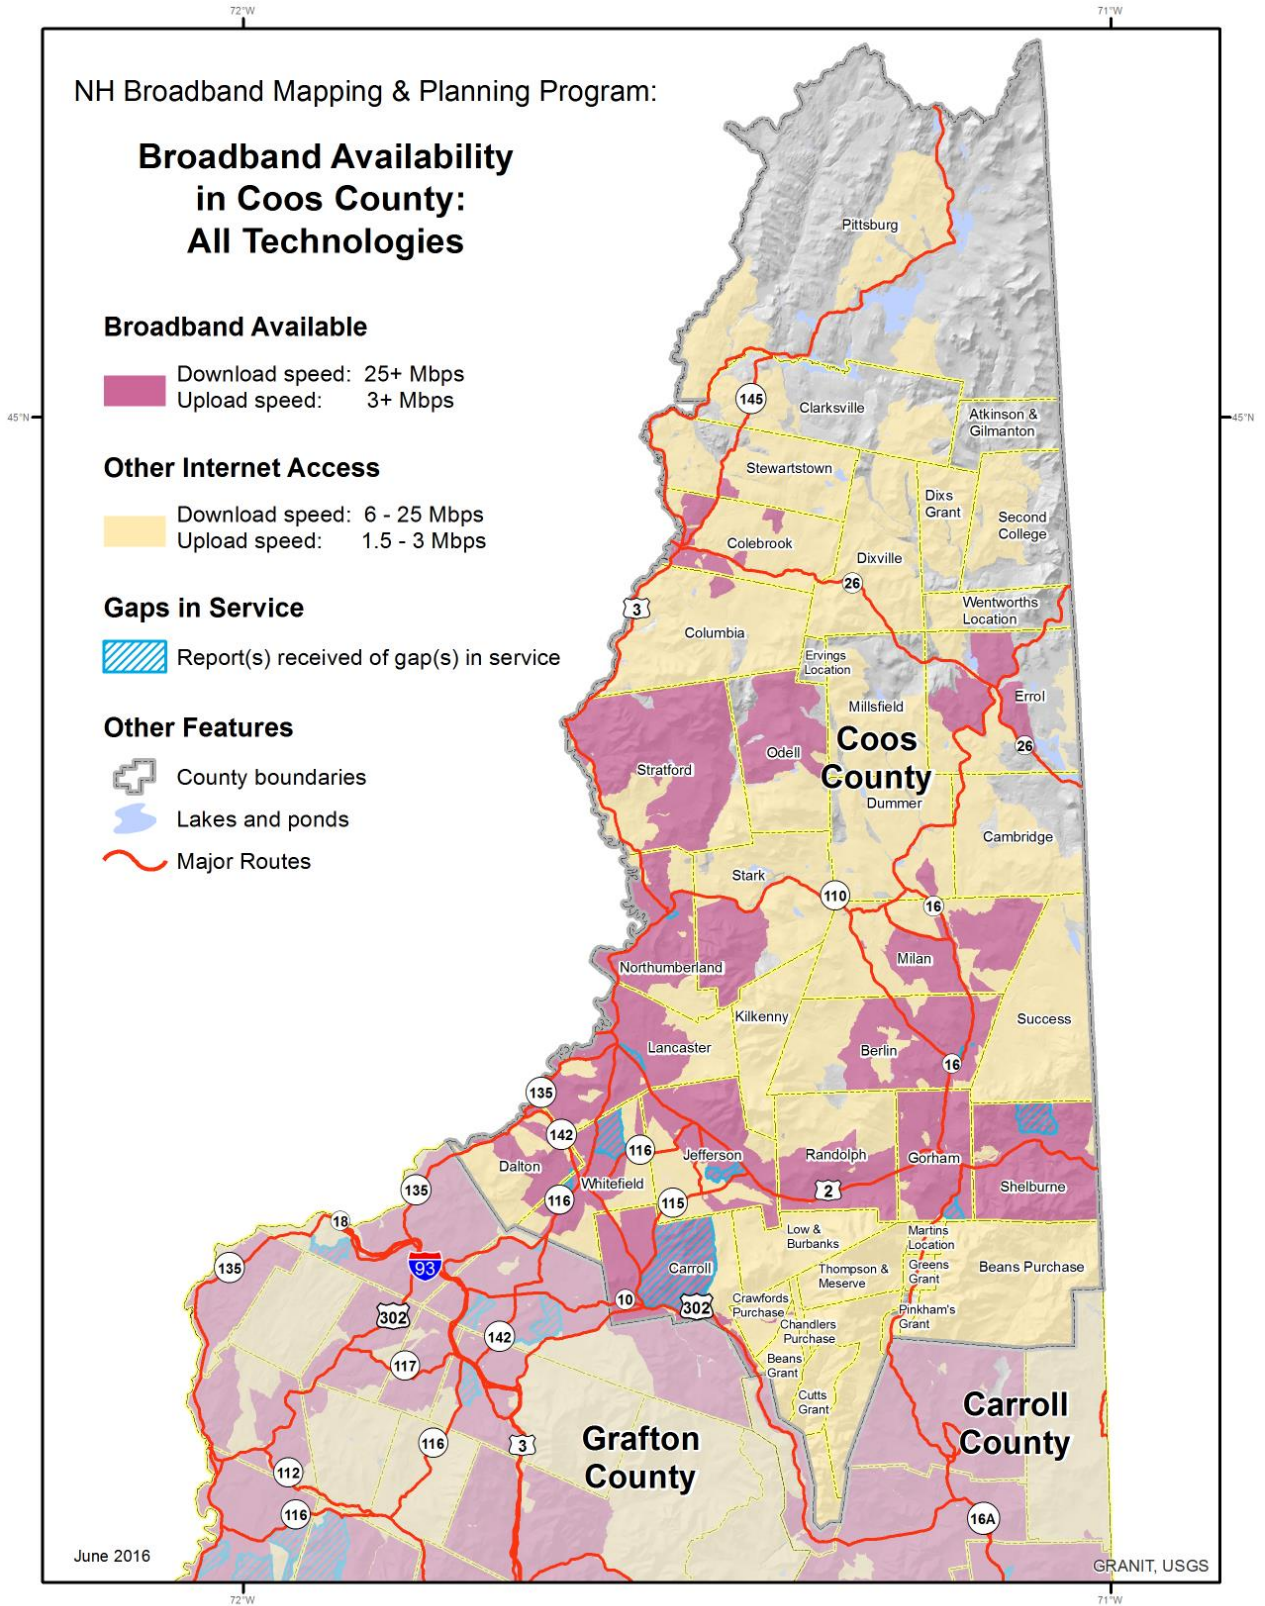 72°W
71°W
NH Broadband Mapping & Planning Program:
Broadband Availability
in Coos County:
All Technologies
Broadband Available
Download speed: 25+ Mbps
Upload speed: 3+ Mbps
Other Internet Access
Download speed: 6 - 25 Mbps
Upload speed: 1.5 - 3 Mbps
Gaps in Service
Report(s) received of gap(s) in service
Other Features
County boundaries
Lakes and ponds
Major Routes
45°N
45°N
Pittsburg
145
Clarksville
Atkinson &
Gilmanton
Stewartstown
Dixs
Grant
Second
College
Colebrook
Dixville
26
3
Wentworths
Location
Columbia
Ervings
Location
Errol
Millsfield
Coos
County
26
Odell
Stratford
Dummer
Cambridge
Stark
110
16
Milan
Northumberland
Kilkenny
Success
Lancaster
Berlin
16
135
142
116
Jefferson
Randolph
Gorham
Dalton
Whitefield
2
Shelburne
135
116
115
18
Low &
Burbanks
Martins
Location
135
93
Carroll
Thompson &
Meserve
Greens
Grant
Beans Purchase
302
10
302
Crawfords
Purchase
Pinkham's
Grant
142
Chandlers
Purchase
117
Beans
Grant
Cutts
Grant
Carroll
County
116
3
Grafton
County
112
116
16A
June 2016
GRANIT, USGS
72°W
71°W